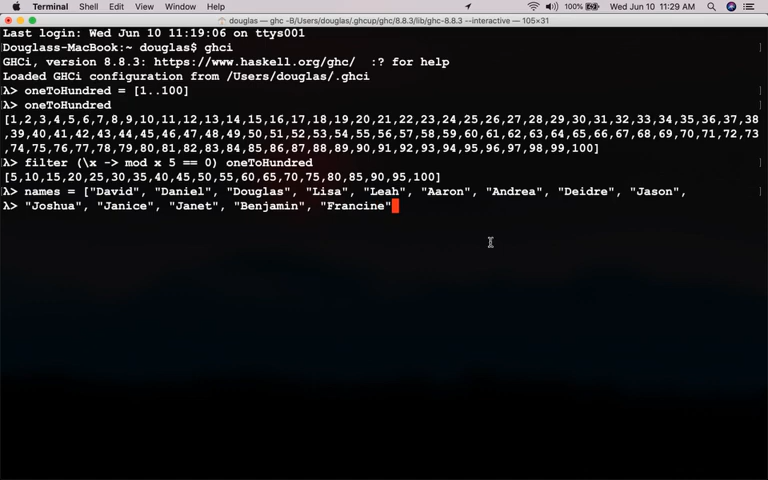 Terminal Shell Edit View Window Help 100% Wed Jun 10 11:29 AM
douglas — ghc -B/Users/douglas/.ghcup/ghc/8.8.3/lib/ghc-8.8.3 --interactive — 105×31
Last login: Wed Jun 10 11:19:06 on ttys001
Douglass-MacBook:~ douglas$ ghci
GHCi, version 8.8.3: https://www.haskell.org/ghc/  :? for help
Loaded GHCi configuration from /Users/douglas/.ghci
λ> oneToHundred = [1..100]
λ> oneToHundred
[1,2,3,4,5,6,7,8,9,10,11,12,13,14,15,16,17,18,19,20,21,22,23,24,25,26,27,28,29,30,31,32,33,34,35,36,37,38
,39,40,41,42,43,44,45,46,47,48,49,50,51,52,53,54,55,56,57,58,59,60,61,62,63,64,65,66,67,68,69,70,71,72,73
,74,75,76,77,78,79,80,81,82,83,84,85,86,87,88,89,90,91,92,93,94,95,96,97,98,99,100]
λ> filter (\x -> mod x 5 == 0) oneToHundred
[5,10,15,20,25,30,35,40,45,50,55,60,65,70,75,80,85,90,95,100]
λ> names = ["David", "Daniel", "Douglas", "Lisa", "Leah", "Aaron", "Andrea", "Deidre", "Jason",
λ> "Joshua", "Janice", "Janet", "Benjamin", "Francine"